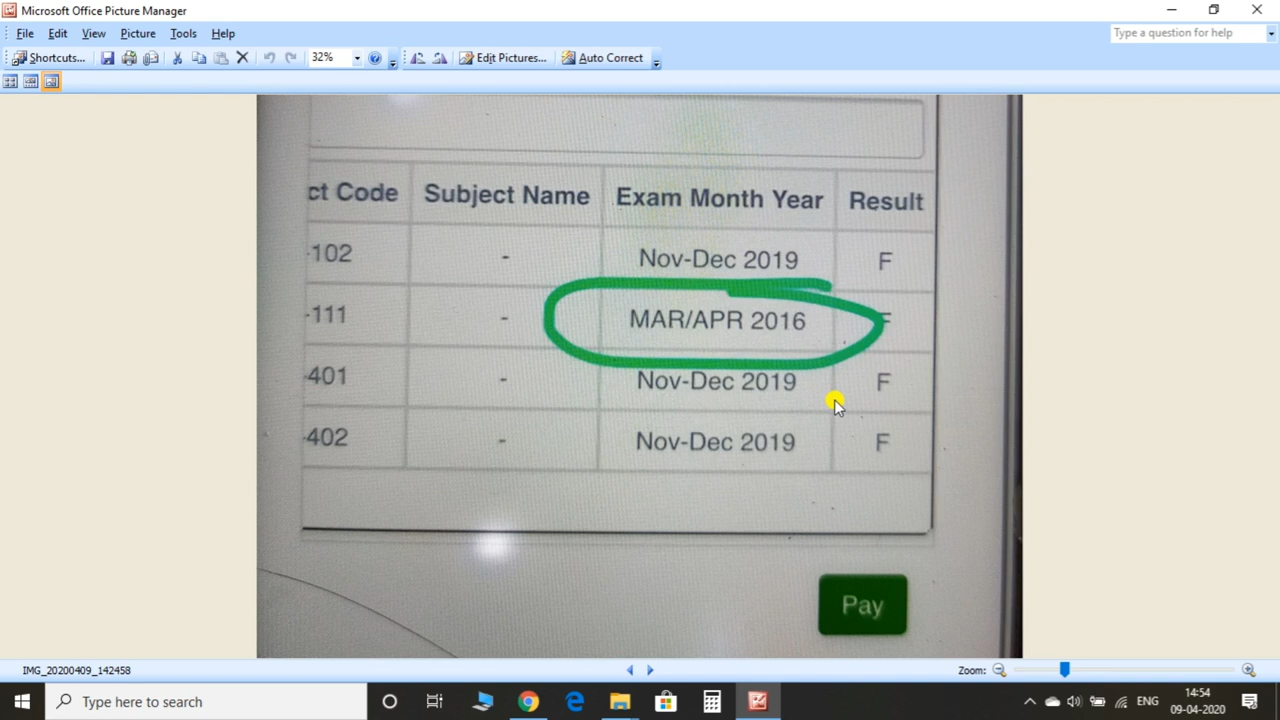 Microsoft Office Picture Manager
File Edit View Picture Tools Help
Type a question for help
Shortcuts... 32% Edit Pictures... Auto Correct
ct Code Subject Name Exam Month Year Result
-102 - Nov-Dec 2019 F
-111 - MAR/APR 2016 F
-401 - Nov-Dec 2019 F
-402 - Nov-Dec 2019 F
Pay
IMG_20200409_142458
Zoom:
Type here to search
ENG
14:54
09-04-2020